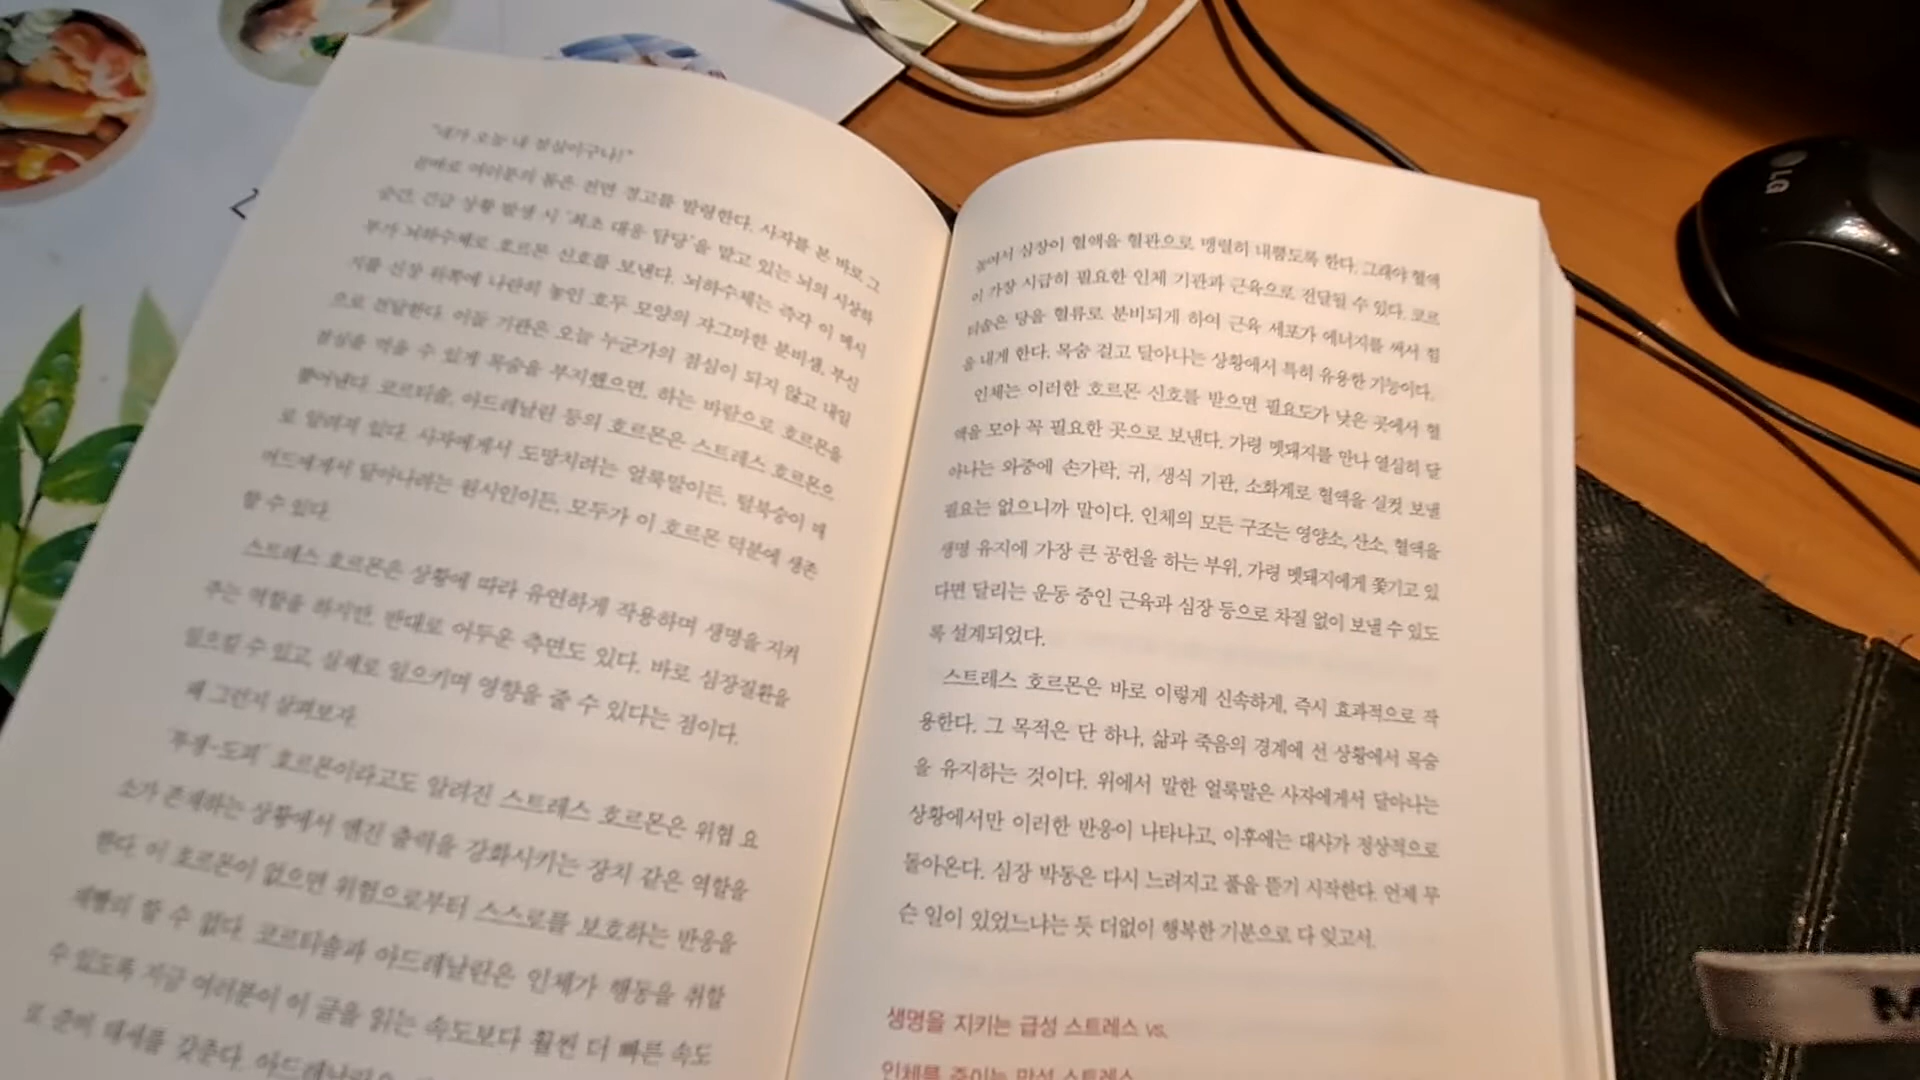 "네가 오늘 내 점심이구나!"
곧바로 여러분의 몸은 전면 경고를 발령한다. 사자를 본 바로 그
순간, 긴급 상황 발생 시 '최초 대응 담당'을 맡고 있는 뇌의 시상하
부가 뇌하수체로 호르몬 신호를 보낸다. 뇌하수체는 즉각 이 메시
지를 신장 위쪽에 나란히 놓인 호두 모양의 자그마한 분비샘, 부신
으로 전달한다. 이들 기관은 오늘 누군가의 점심이 되지 않고 내일
점심을 먹을 수 있게 목숨을 부지했으면, 하는 바람으로 호르몬을
뿜어낸다. 코르티솔, 아드레날린 등의 호르몬은 스트레스 호르몬으
로 알려져 있다. 사자에게서 도망치려는 얼룩말이든, 털북숭이 매
머드에게서 달아나려는 원시인이든, 모두가 이 호르몬 덕분에 생존
할 수 있다.
스트레스 호르몬은 상황에 따라 유연하게 작용하며 생명을 지켜
주는 역할을 하지만, 반대로 어두운 측면도 있다. 바로 심장질환을
일으킬 수 있고, 실제로 일으키며 영향을 줄 수 있다는 점이다.
왜 그런지 살펴보자.
'투쟁-도피' 호르몬이라고도 알려진 스트레스 호르몬은 위협 요
소가 존재하는 상황에서 엔진 출력을 강화시키는 장치 같은 역할을
한다. 이 호르몬이 없으면 위험으로부터 스스로를 보호하는 반응을
재빨리 할 수 없다. 코르티솔과 아드레날린은 인체가 행동을 취할
수 있도록 지금 여러분이 이 글을 읽는 속도보다 훨씬 더 빠른 속도
로 준비 태세를 갖춘다. 아드레날린은
높여서 심장이 혈액을 혈관으로 맹렬히 내뿜도록 한다. 그래야 혈액
이 가장 시급히 필요한 인체 기관과 근육으로 전달될 수 있다. 코르
티솔은 당을 혈류로 분비되게 하여 근육 세포가 에너지를 써서 힘
을 내게 한다. 목숨 걸고 달아나는 상황에서 특히 유용한 기능이다.
인체는 이러한 호르몬 신호를 받으면 필요도가 낮은 곳에서 혈
액을 모아 꼭 필요한 곳으로 보낸다. 가령 멧돼지를 만나 열심히 달
아나는 와중에 손가락, 귀, 생식 기관, 소화계로 혈액을 실컷 보낼
필요는 없으니까 말이다. 인체의 모든 구조는 영양소, 산소, 혈액을
생명 유지에 가장 큰 공헌을 하는 부위, 가령 멧돼지에게 쫓기고 있
다면 달리는 운동 중인 근육과 심장 등으로 차질 없이 보낼 수 있도
록 설계되었다.
스트레스 호르몬은 바로 이렇게 신속하게, 즉시 효과적으로 작
용한다. 그 목적은 단 하나, 삶과 죽음의 경계에 선 상황에서 목숨
을 유지하는 것이다. 위에서 말한 얼룩말은 사자에게서 달아나는
상황에서만 이러한 반응이 나타나고, 이후에는 대사가 정상적으로
돌아온다. 심장 박동은 다시 느려지고 풀을 뜯기 시작한다. 언제 무
슨 일이 있었느냐는 듯 더없이 행복한 기분으로 다 잊고서.
생명을 지키는 급성 스트레스 vs.
인체를 죽이는 만성 스트레스
LG